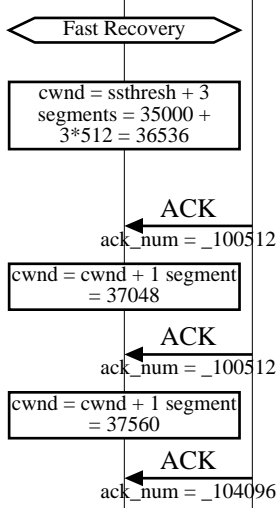 Fast Recovery
cwnd = ssthresh + 3
segments = 35000 +
3*512 = 36536
ACK
ack_num = _100512
cwnd = cwnd + 1 segment
= 37048
ACK
ack_num = _100512
cwnd = cwnd + 1 segment
= 37560
ACK
ack_num = _104096